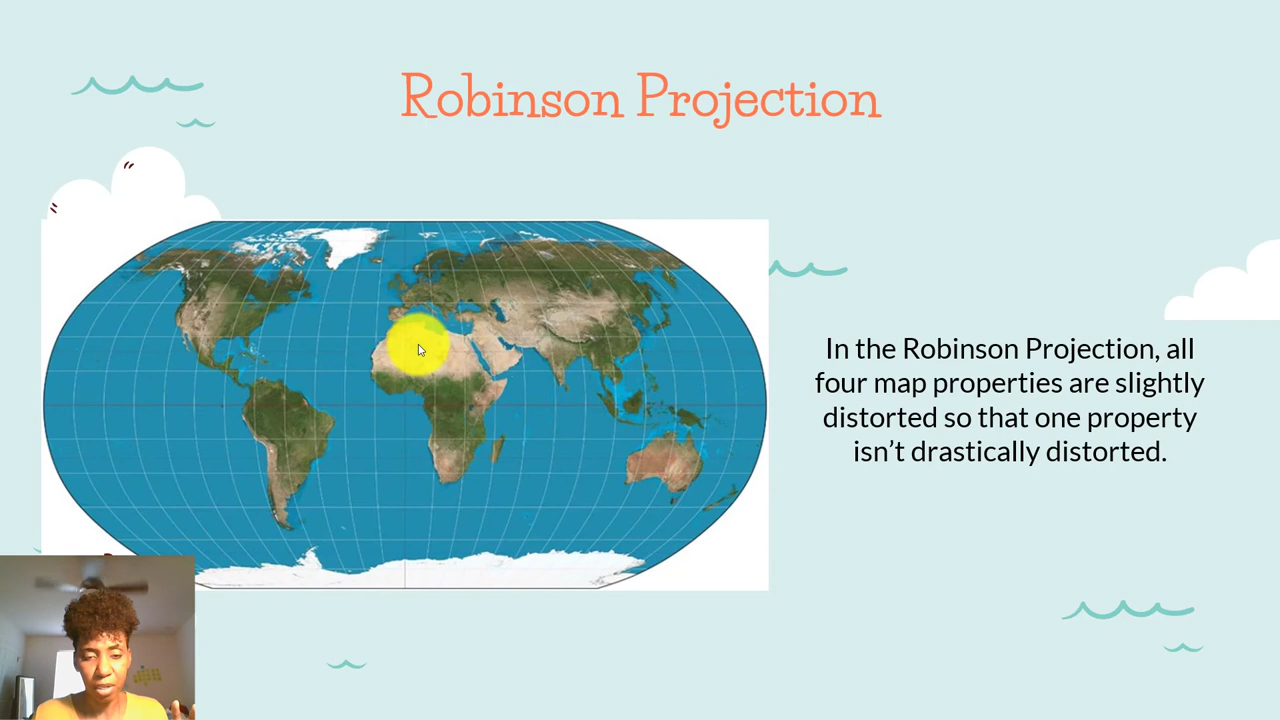 Robinson Projection
In the Robinson Projection, all
four map properties are slightly
distorted so that one property
isn’t drastically distorted.